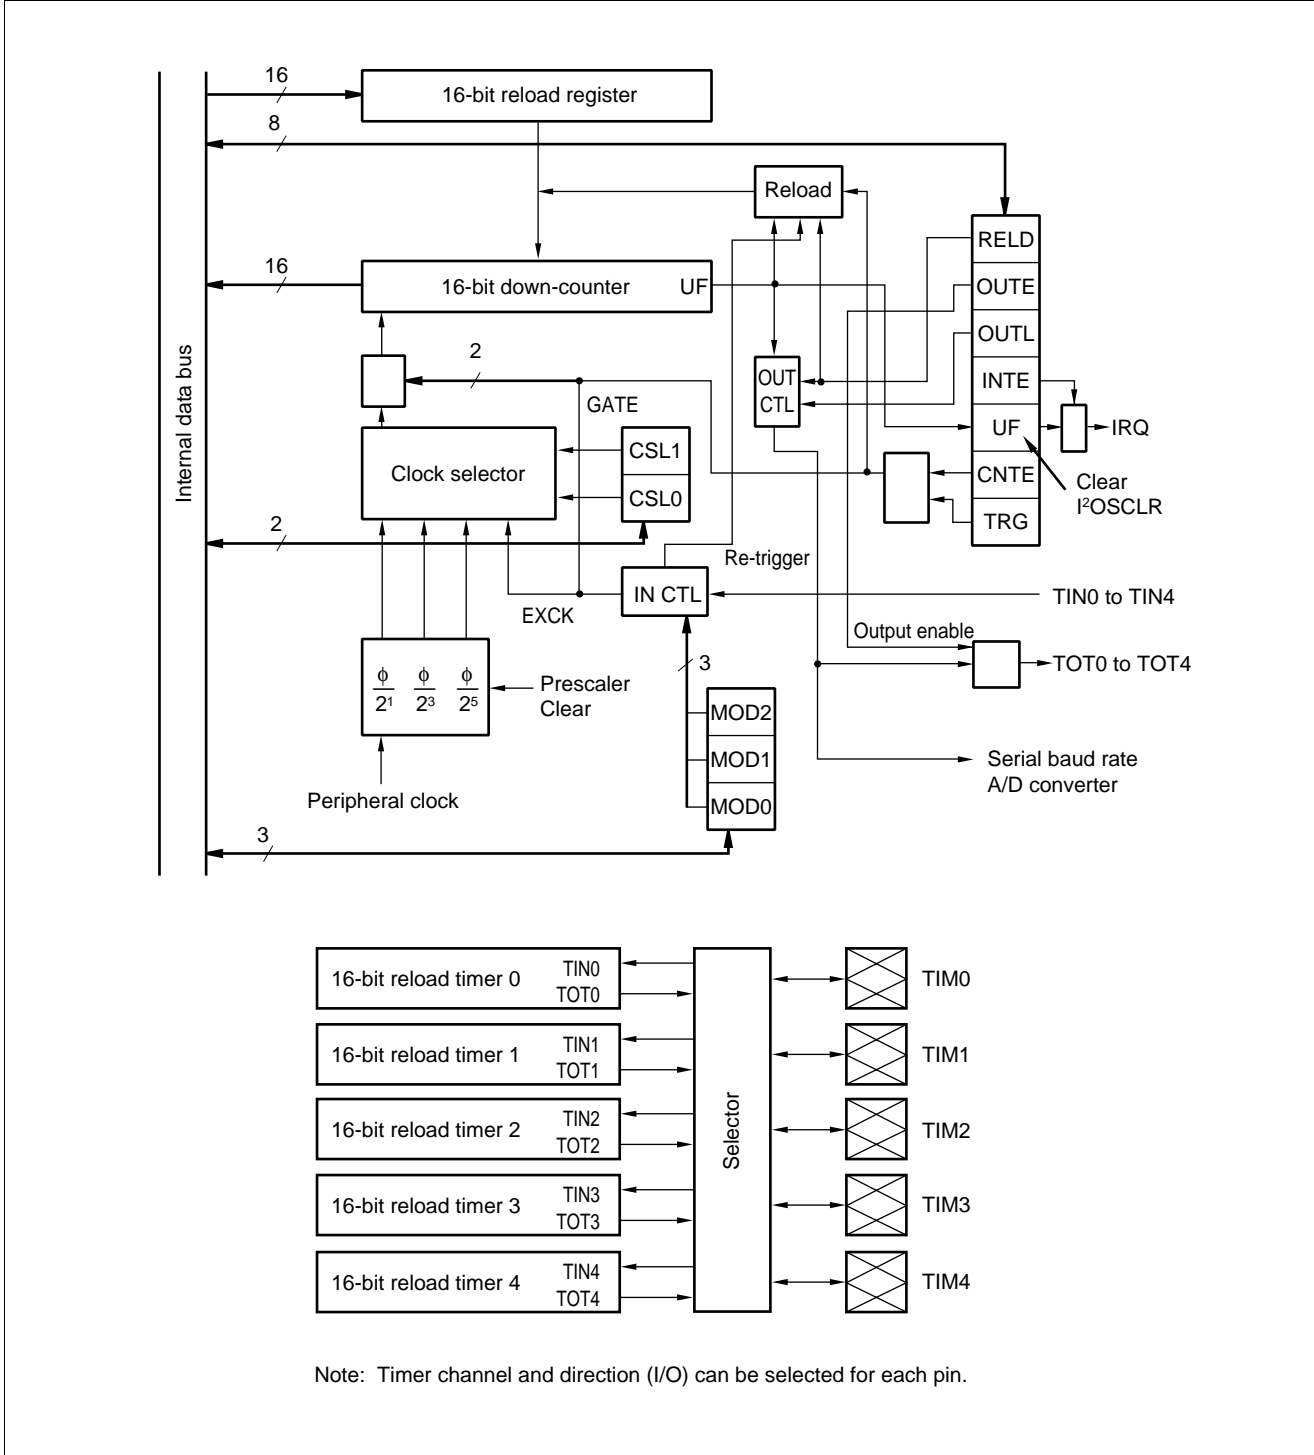 16
16-bit reload register
8
Reload
RELD
16
16-bit down-counter
UF
OUTE
OUTL
2
OUT
CTL
INTE
GATE
UF
IRQ
Internal data bus
Clock selector
CSL1
CSL0
CNTE
Clear
I²OSCLR
TRG
2
Re-trigger
IN CTL
TIN0 to TIN4
EXCK
Output enable
3
TOT0 to TOT4
ϕ ϕ ϕ
2¹ 2³ 2⁵
Prescaler
Clear
MOD2
MOD1
MOD0
Serial baud rate
A/D converter
Peripheral clock
3
16-bit reload timer 0
TIN0
TOT0
TIM0
16-bit reload timer 1
TIN1
TOT1
TIM1
16-bit reload timer 2
TIN2
TOT2
TIM2
Selector
16-bit reload timer 3
TIN3
TOT3
TIM3
16-bit reload timer 4
TIN4
TOT4
TIM4
Note: Timer channel and direction (I/O) can be selected for each pin.